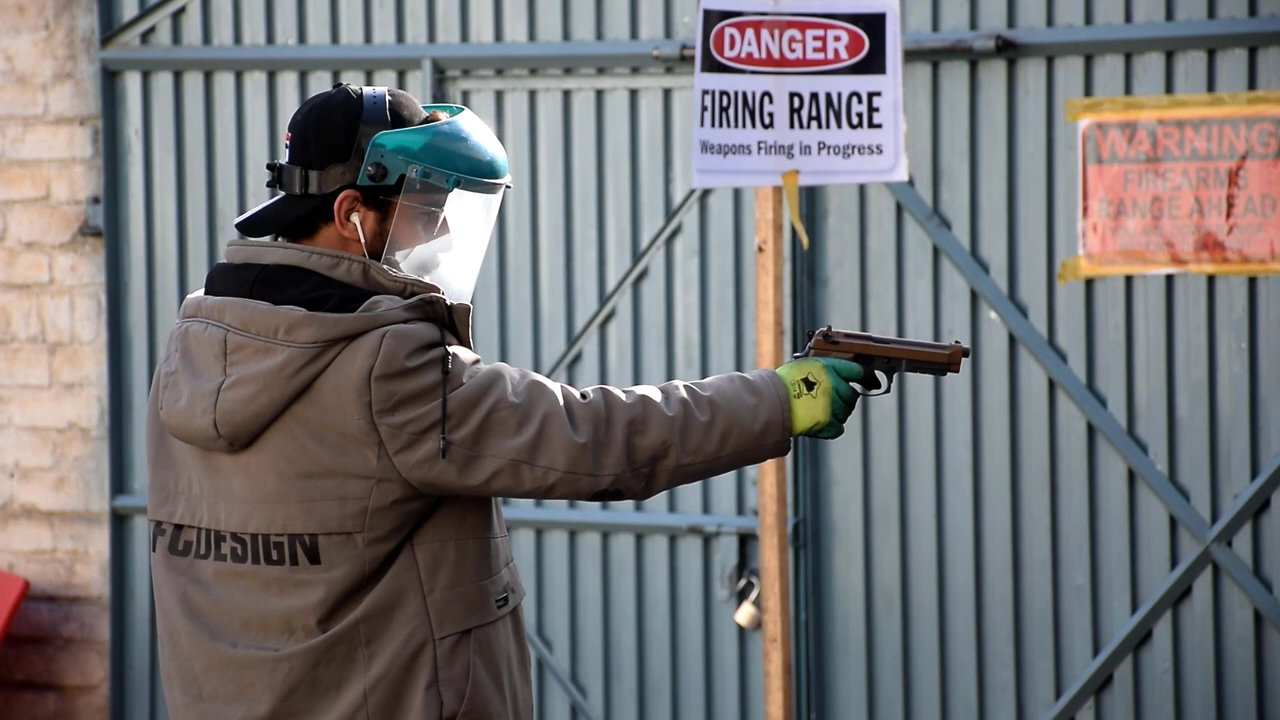 DANGER
FIRING RANGE
Weapons Firing in Progress
WARNING
FIREARMS
RANGE AHEAD
FCDESIGN